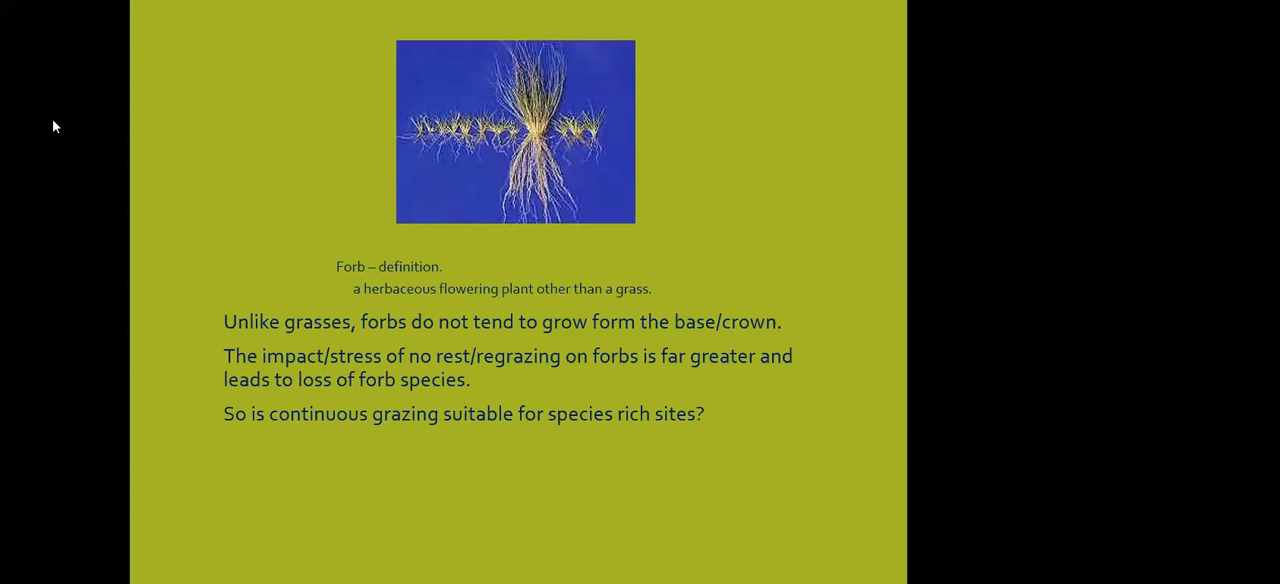 Forb – definition.
a herbaceous flowering plant other than a grass.
Unlike grasses, forbs do not tend to grow form the base/crown.
The impact/stress of no rest/regrazing on forbs is far greater and
leads to loss of forb species.
So is continuous grazing suitable for species rich sites?